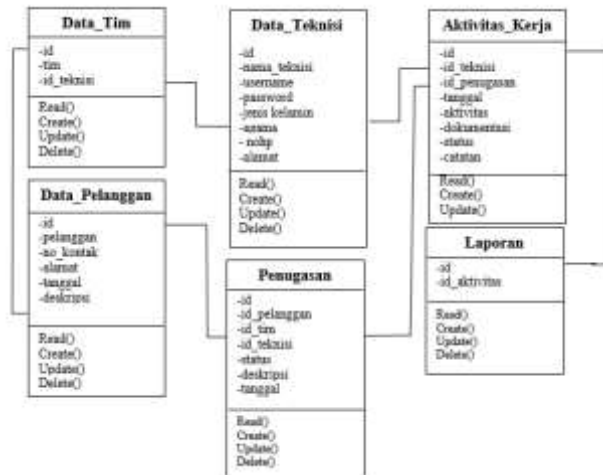 Data_Tim
-id
-tim
-id_teknisi
Read()
Create()
Update()
Delete()
Data_Teknisi
-id
-nama_teknisi
-username
-password
-jenis kelamin
-agama
- nohp
-alamat
Read()
Create()
Update()
Delete()
Aktivitas_Kerja
-id
-id_teknisi
-id_penugasan
-tanggal
-aktivitas
-dokumentasi
-status
-catatan
Read()
Create()
Update()
Data_Pelanggan
-id
-pelanggan
-no_kontak
-alamat
-tanggal
-deskripsi
Read()
Create()
Update()
Delete()
Penugasan
-id
-id_pelanggan
-id_tim
-id_teknisi
-status
-deskripsi
-tanggal
Read()
Create()
Update()
Delete()
Laporan
-id
-id_aktivitas
Read()
Create()
Update()
Delete()